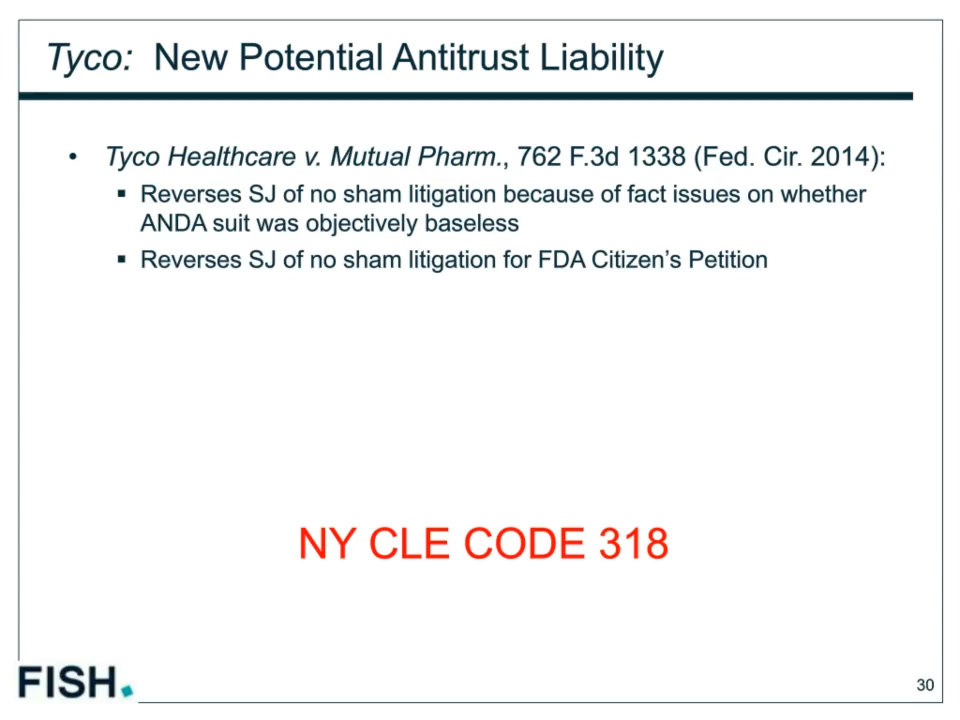 Tyco: New Potential Antitrust Liability
• Tyco Healthcare v. Mutual Pharm., 762 F.3d 1338 (Fed. Cir. 2014):
▪ Reverses SJ of no sham litigation because of fact issues on whether
ANDA suit was objectively baseless
▪ Reverses SJ of no sham litigation for FDA Citizen’s Petition
NY CLE CODE 318
FISH.
30